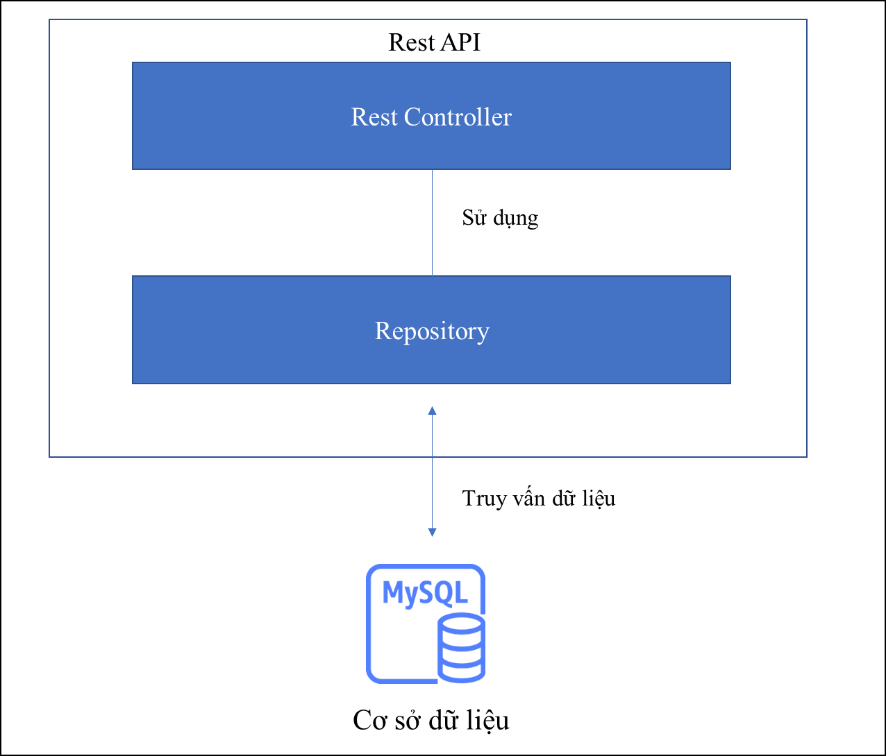 Rest API
Rest Controller
Sử dụng
Repository
Truy vấn dữ liệu
MySQL
Cơ sở dữ liệu